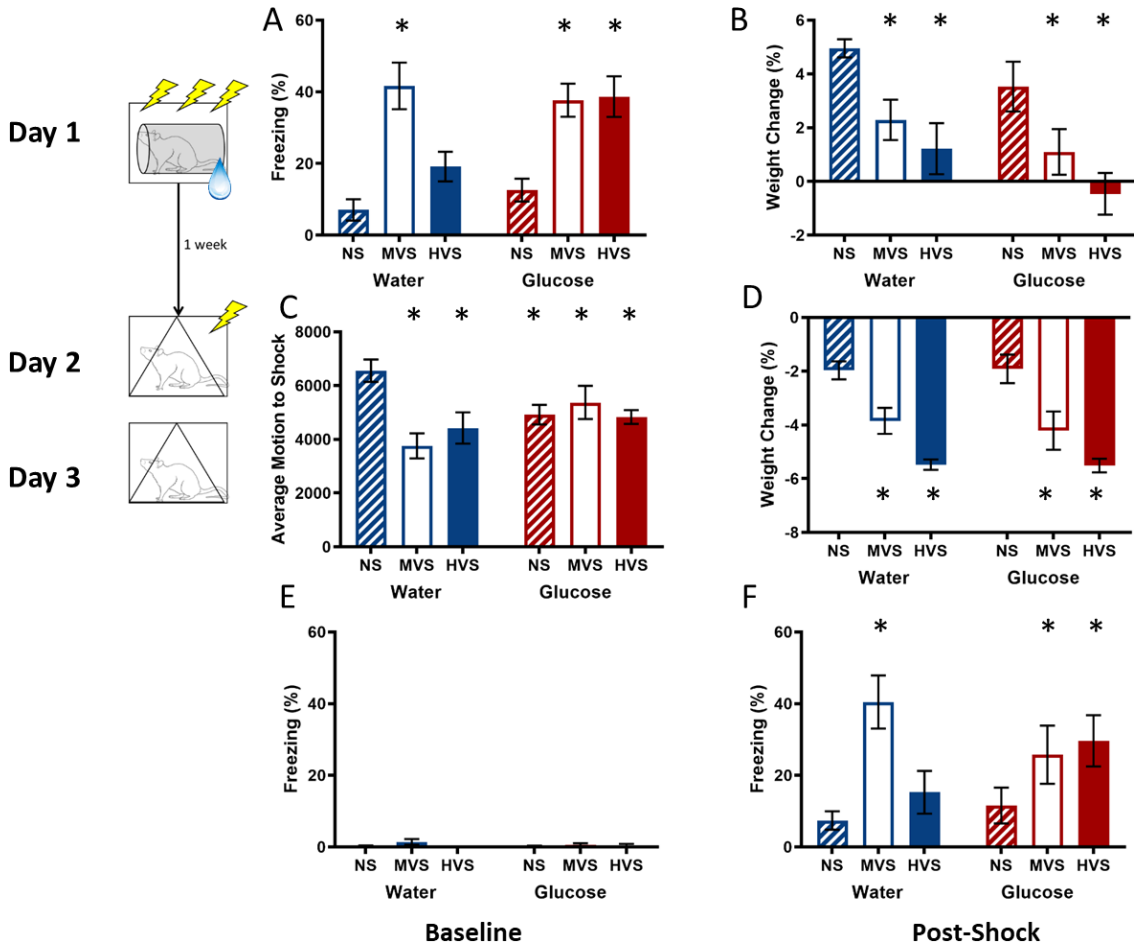 Day 1
1 week
Day 2
Day 3
A
Freezing (%)
60
40
20
0
*
*
*
NS MVS HVS NS MVS HVS
Water Glucose
B
Weight Change (%)
6
4
2
0
-2
*
*
*
*
NS MVS HVS NS MVS HVS
Water Glucose
C
Average Motion to Shock
8000
6000
4000
2000
0
*
*
*
*
*
NS MVS HVS NS MVS HVS
Water Glucose
D
Weight Change (%)
0
-2
-4
-6
-8
*
*
*
*
NS MVS HVS NS MVS HVS
Water Glucose
E
Freezing (%)
60
40
20
0
NS MVS HVS NS MVS HVS
Water Glucose
Baseline
F
Freezing (%)
60
40
20
0
*
*
*
NS MVS HVS NS MVS HVS
Water Glucose
Post-Shock